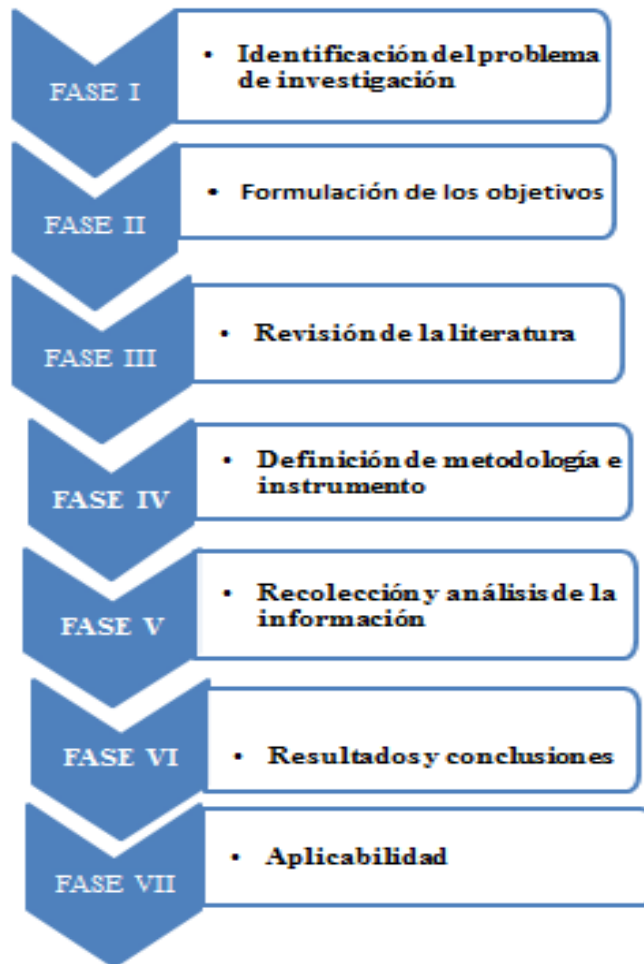 FASE I
• Identificación del problema
de investigación
FASE II
• Formulación de los objetivos
FASE III
• Revisión de la literatura
FASE IV
• Definición de metodología e
instrumento
FASE V
• Recolección y análisis de la
información
FASE VI
• Resultados y conclusiones
FASE VII
• Aplicabilidad